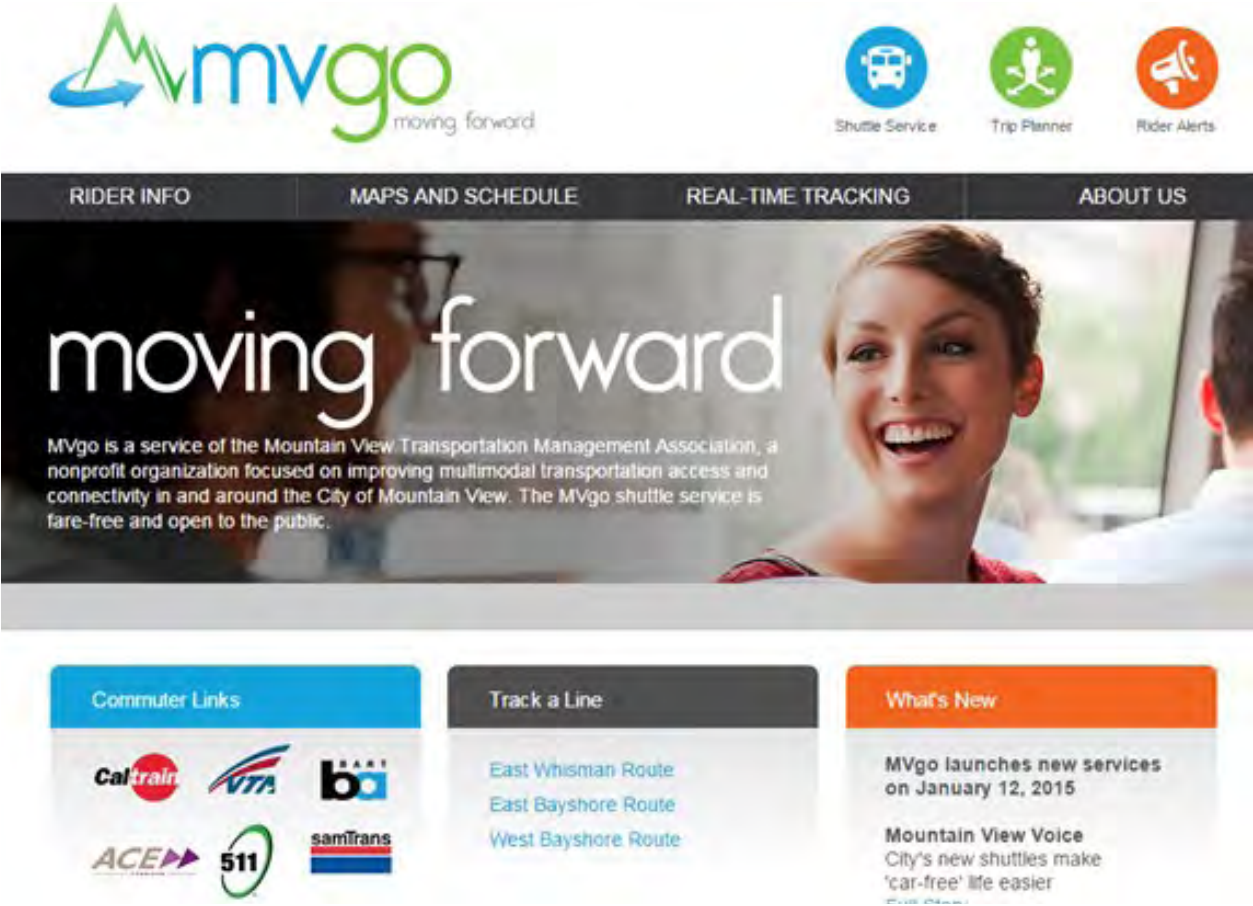 mvgo
moving forward
Shuttle Service
Trip Planner
Rider Alerts
RIDER INFO
MAPS AND SCHEDULE
REAL-TIME TRACKING
ABOUT US
moving forward
MVgo is a service of the Mountain View Transportation Management Association, a
nonprofit organization focused on improving multimodal transportation access and
connectivity in and around the City of Mountain View. The MVgo shuttle service is
fare-free and open to the public.
Commuter Links
Caltrain
VTA
BART
ba
ACE
511
samTrans
Track a Line
East Whisman Route
East Bayshore Route
West Bayshore Route
What's New
MVgo launches new services
on January 12, 2015
Mountain View Voice
City's new shuttles make
'car-free' life easier
Full Story